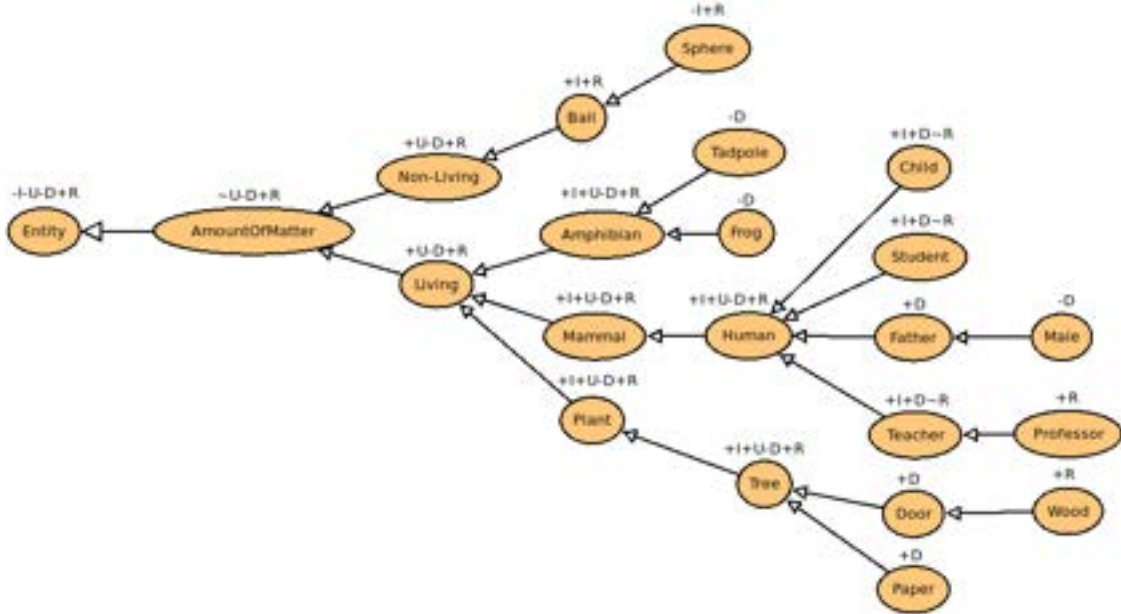 -I+R
Sphere
+I+R
Ball
-D
+I+D~R
+U-D+R
Tadpole
Child
Non-Living
-I-U-D+R
~U-D+R
+I+U-D+R
-D
+I+D~R
Entity
AmountOfMatter
Amphibian
Frog
+U-D+R
Student
Living
+I+U-D+R
+I+U-D+R
+D
-D
Mammal
Human
Father
Male
+I+U-D+R
+I+D~R
+R
Plant
Teacher
Professor
+I+U-D+R
Tree
+D
+R
Door
Wood
+D
Paper